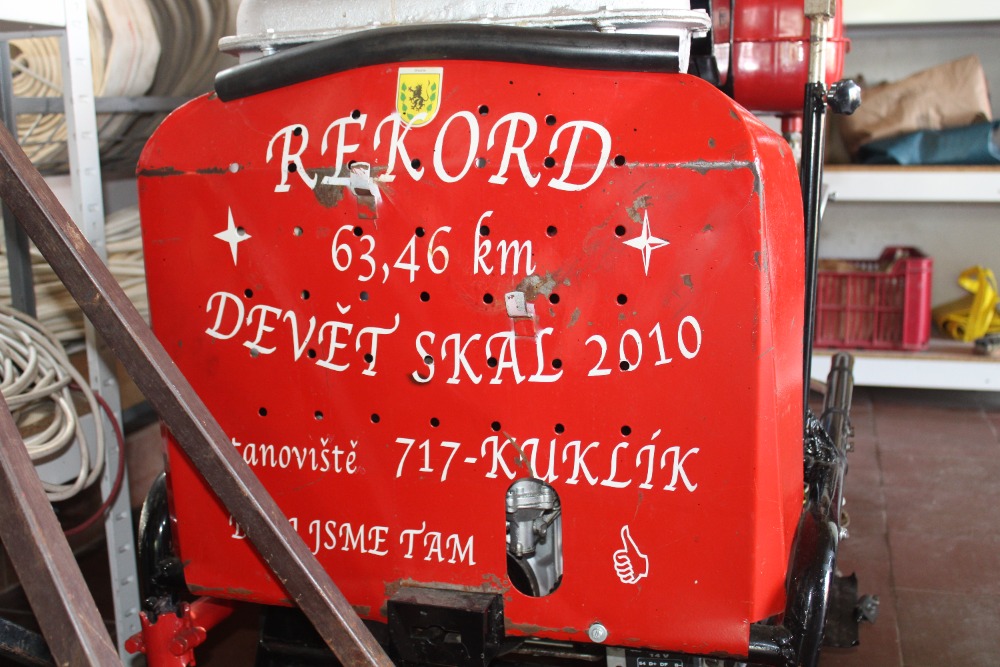 REKORD
63,46 km
DEVĚT SKAL 2010
tanoviště 717-KUKLÍK
JSME TAM